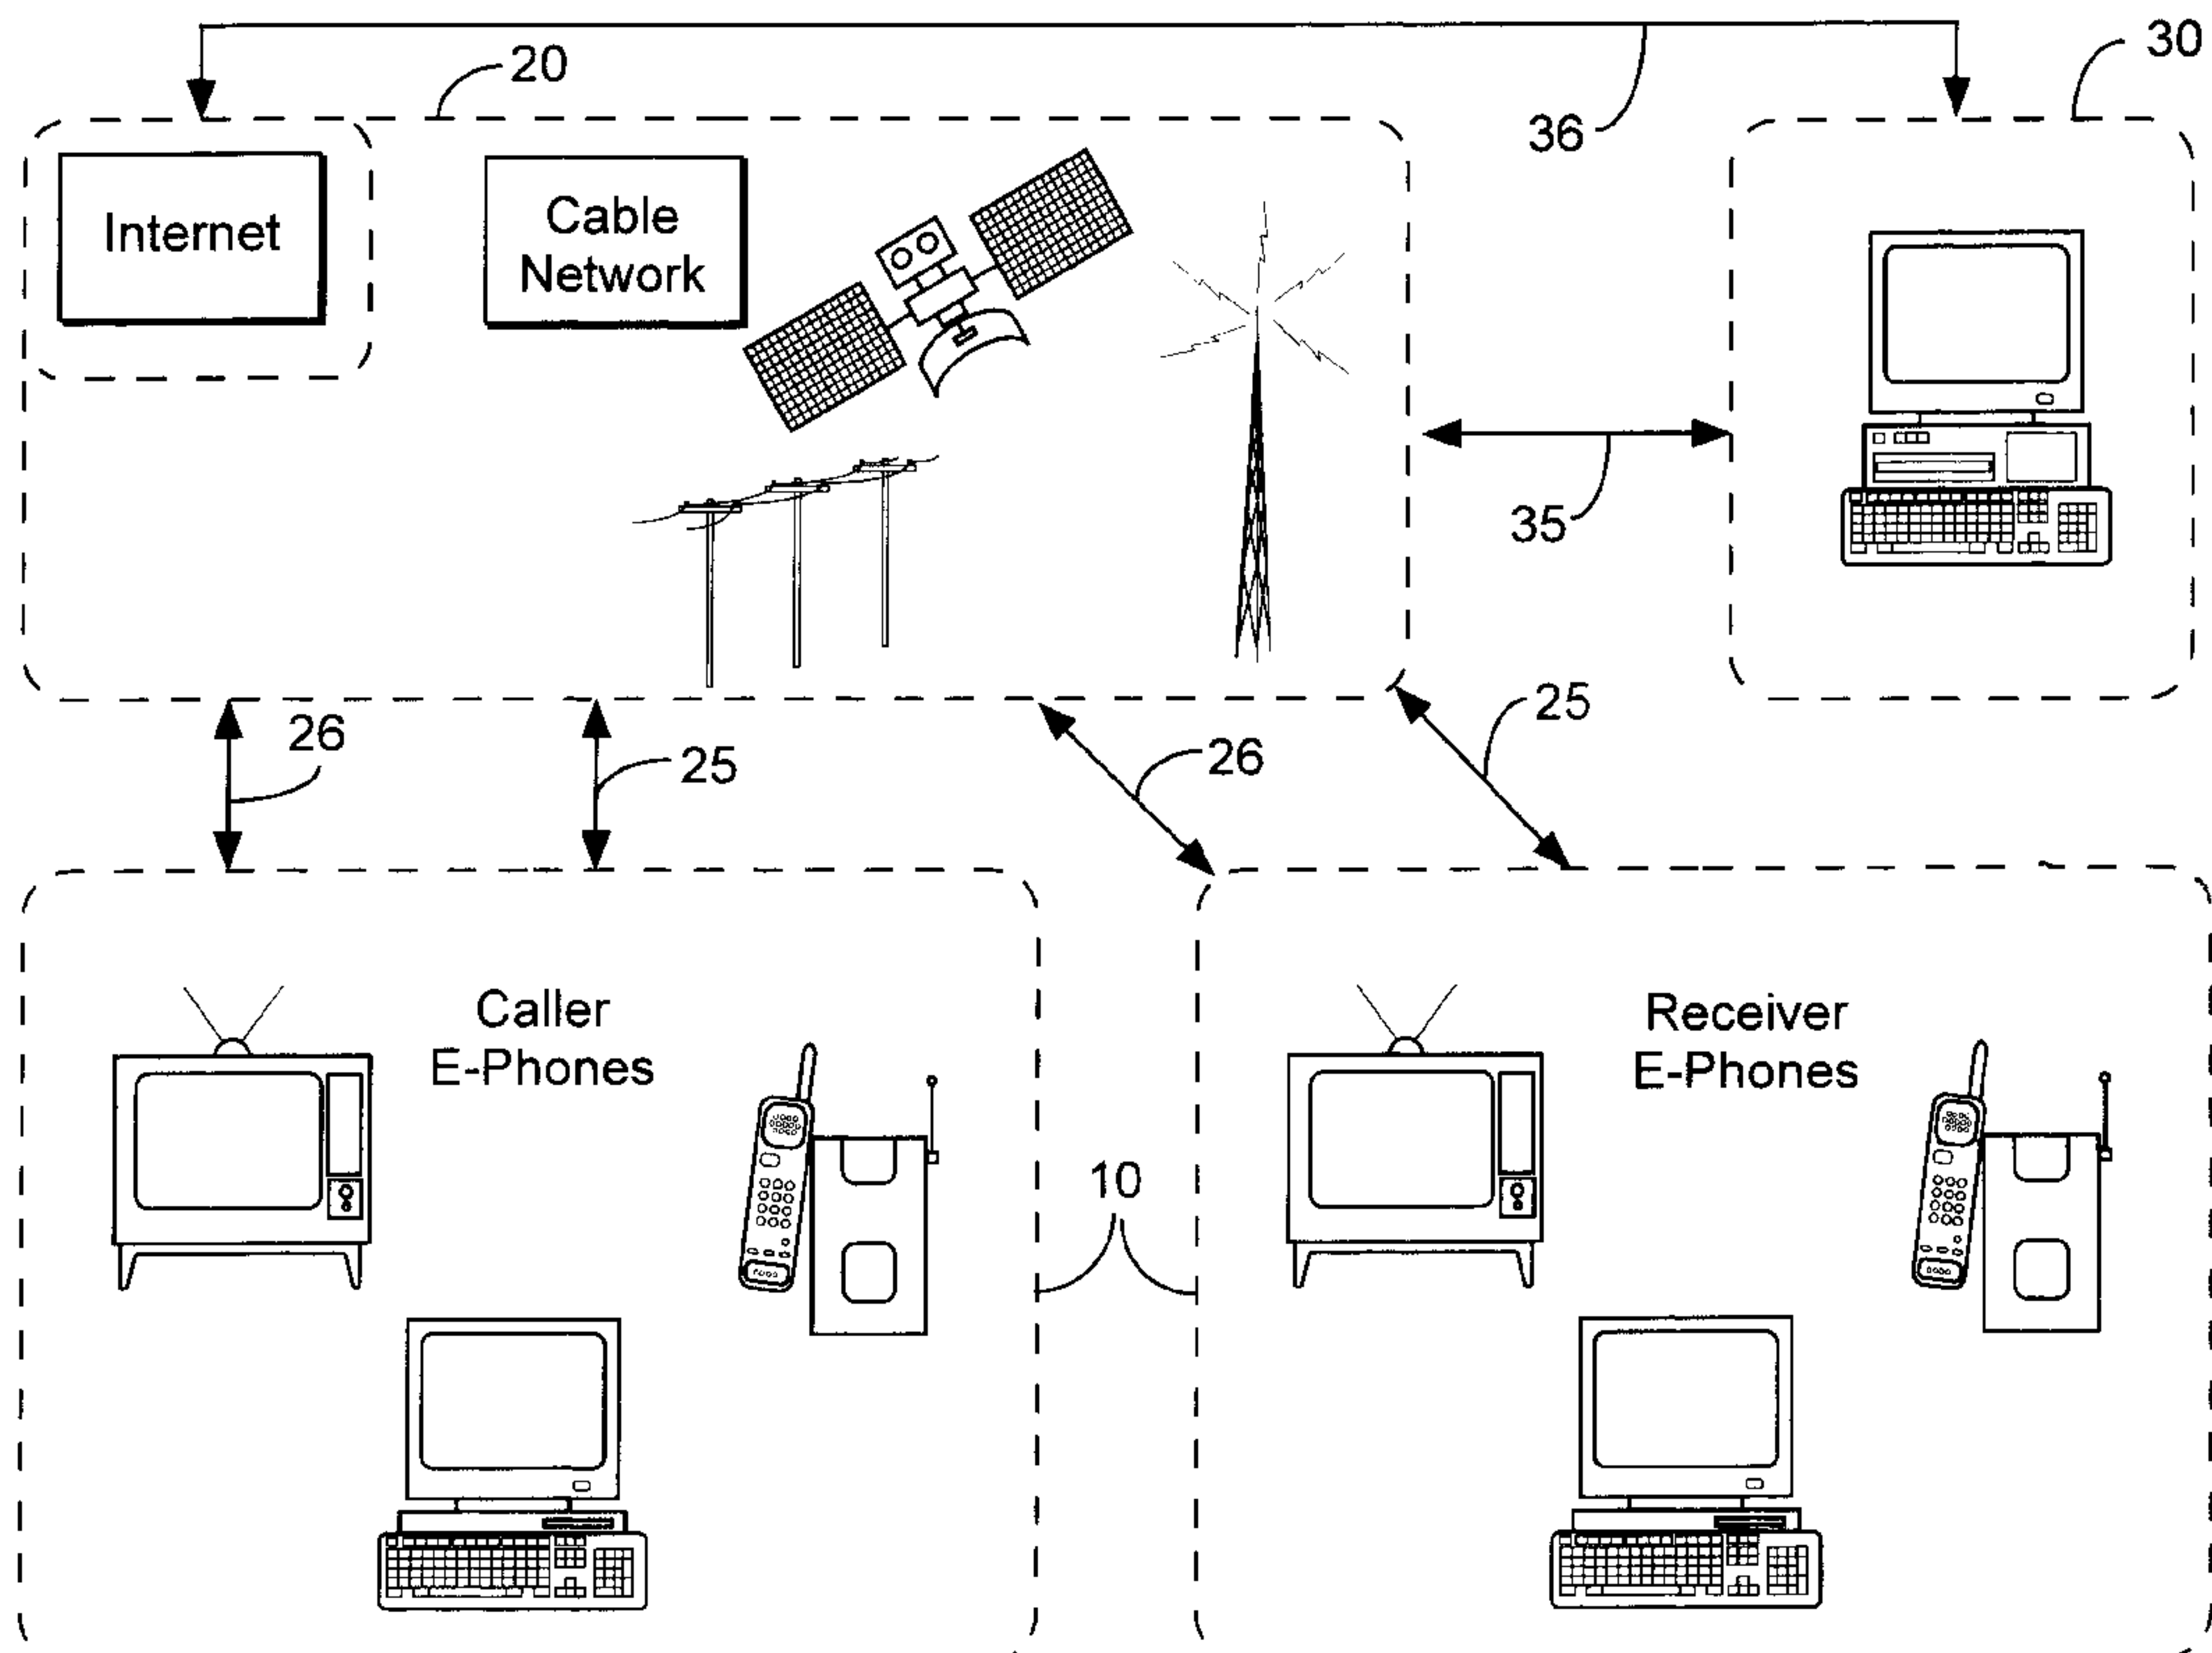 30
20
36
Internet
Cable
Network
35
25
26
25
26
Caller
E-Phones
Receiver
E-Phones
10